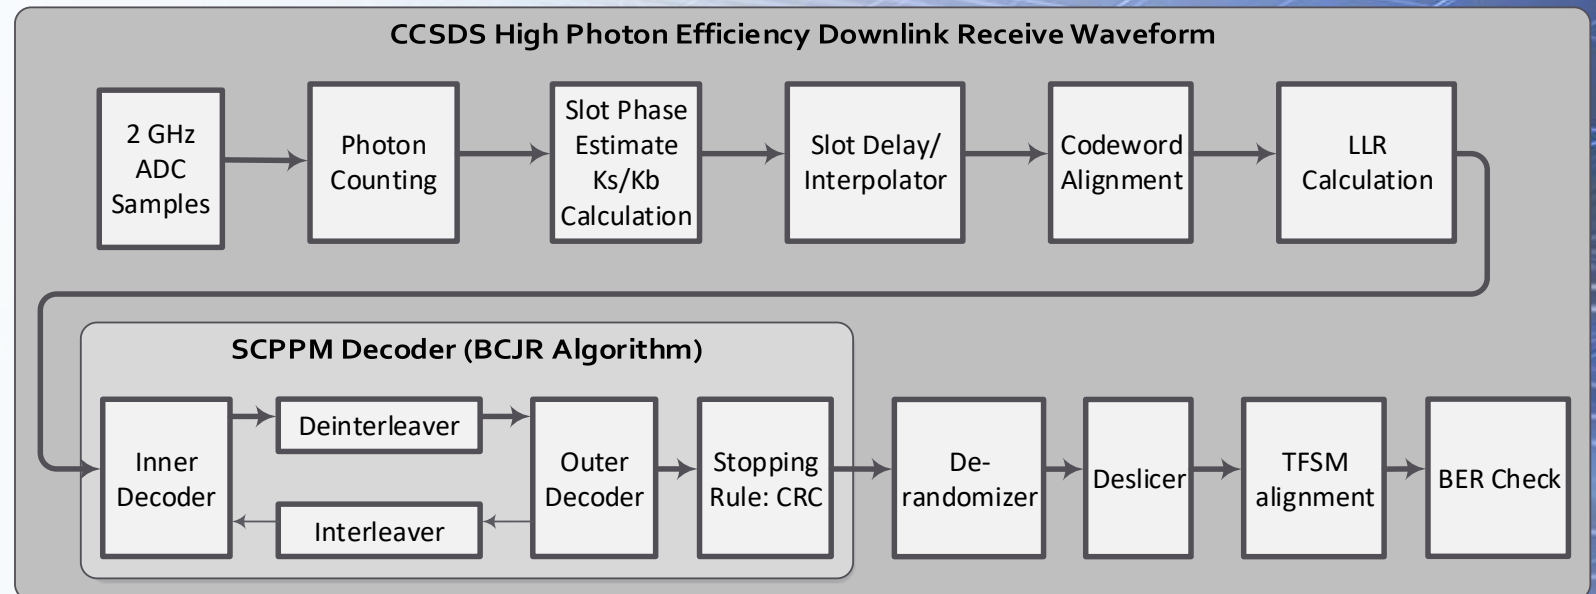 CCSDS High Photon Efficiency Downlink Receive Waveform
2 GHz
ADC
Samples
Photon
Counting
Slot Phase
Estimate
Ks/Kb
Calculation
Slot Delay/
Interpolator
Codeword
Alignment
LLR
Calculation
SCPPM Decoder (BCJR Algorithm)
Inner
Decoder
Deinterleaver
Interleaver
Outer
Decoder
Stopping
Rule: CRC
De-
randomizer
Deslicer
TFSM
alignment
BER Check